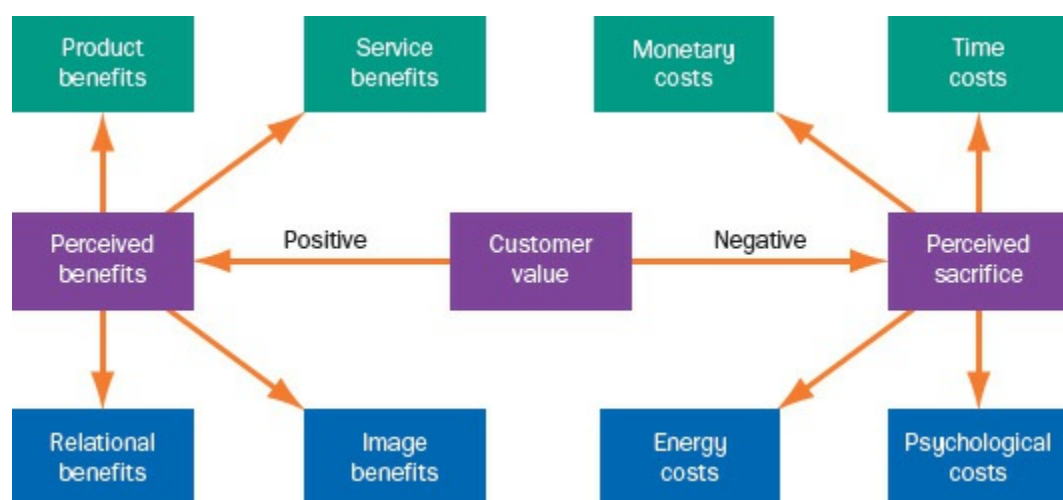 Product
benefits
Service
benefits
Monetary
costs
Time
costs
Perceived
benefits
Positive
Customer
value
Negative
Perceived
sacrifice
Relational
benefits
Image
benefits
Energy
costs
Psychological
costs